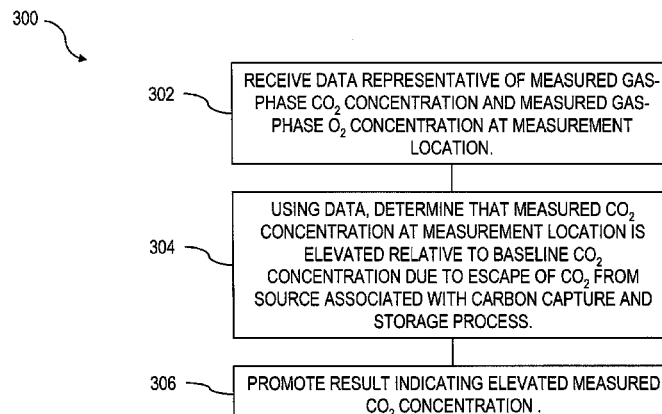 300
302
RECEIVE DATA REPRESENTATIVE OF MEASURED GAS-
PHASE CO₂ CONCENTRATION AND MEASURED GAS-
PHASE O₂ CONCENTRATION AT MEASUREMENT
LOCATION.
304
USING DATA, DETERMINE THAT MEASURED CO₂
CONCENTRATION AT MEASUREMENT LOCATION IS
ELEVATED RELATIVE TO BASELINE CO₂
CONCENTRATION DUE TO ESCAPE OF CO₂ FROM
SOURCE ASSOCIATED WITH CARBON CAPTURE AND
STORAGE PROCESS.
306
PROMOTE RESULT INDICATING ELEVATED MEASURED
CO₂ CONCENTRATION .